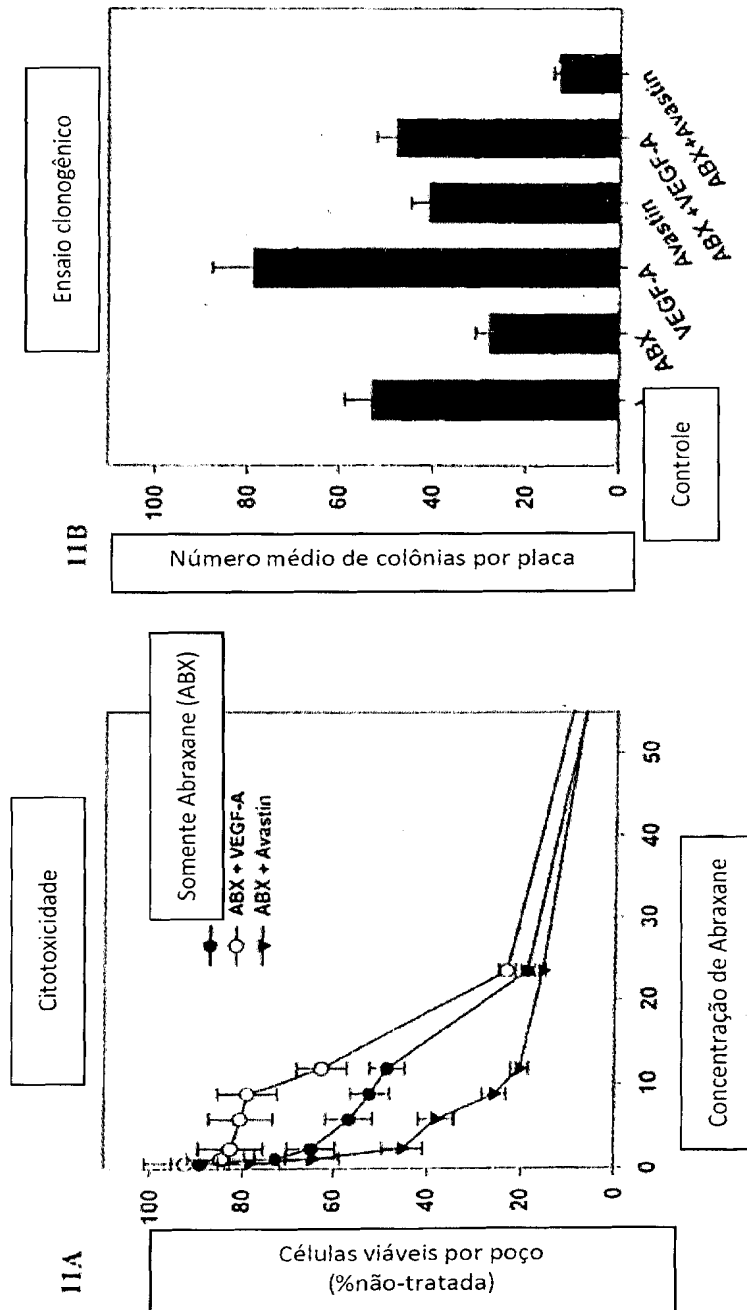 11A
Citotoxicidade
Células viáveis por poço
(%não-tratada)
100
80
60
40
20
0
Somente Abraxane (ABX)
ABX + VEGF-A
ABX + Avastin
0
10
20
30
40
50
Concentração de Abraxane
11B
Ensaio clonogênico
Número médio de colônias por placa
100
80
60
40
20
0
Controle
ABX
VEGF-A
Avastin
ABX +VEGF-A
ABX+Avastin